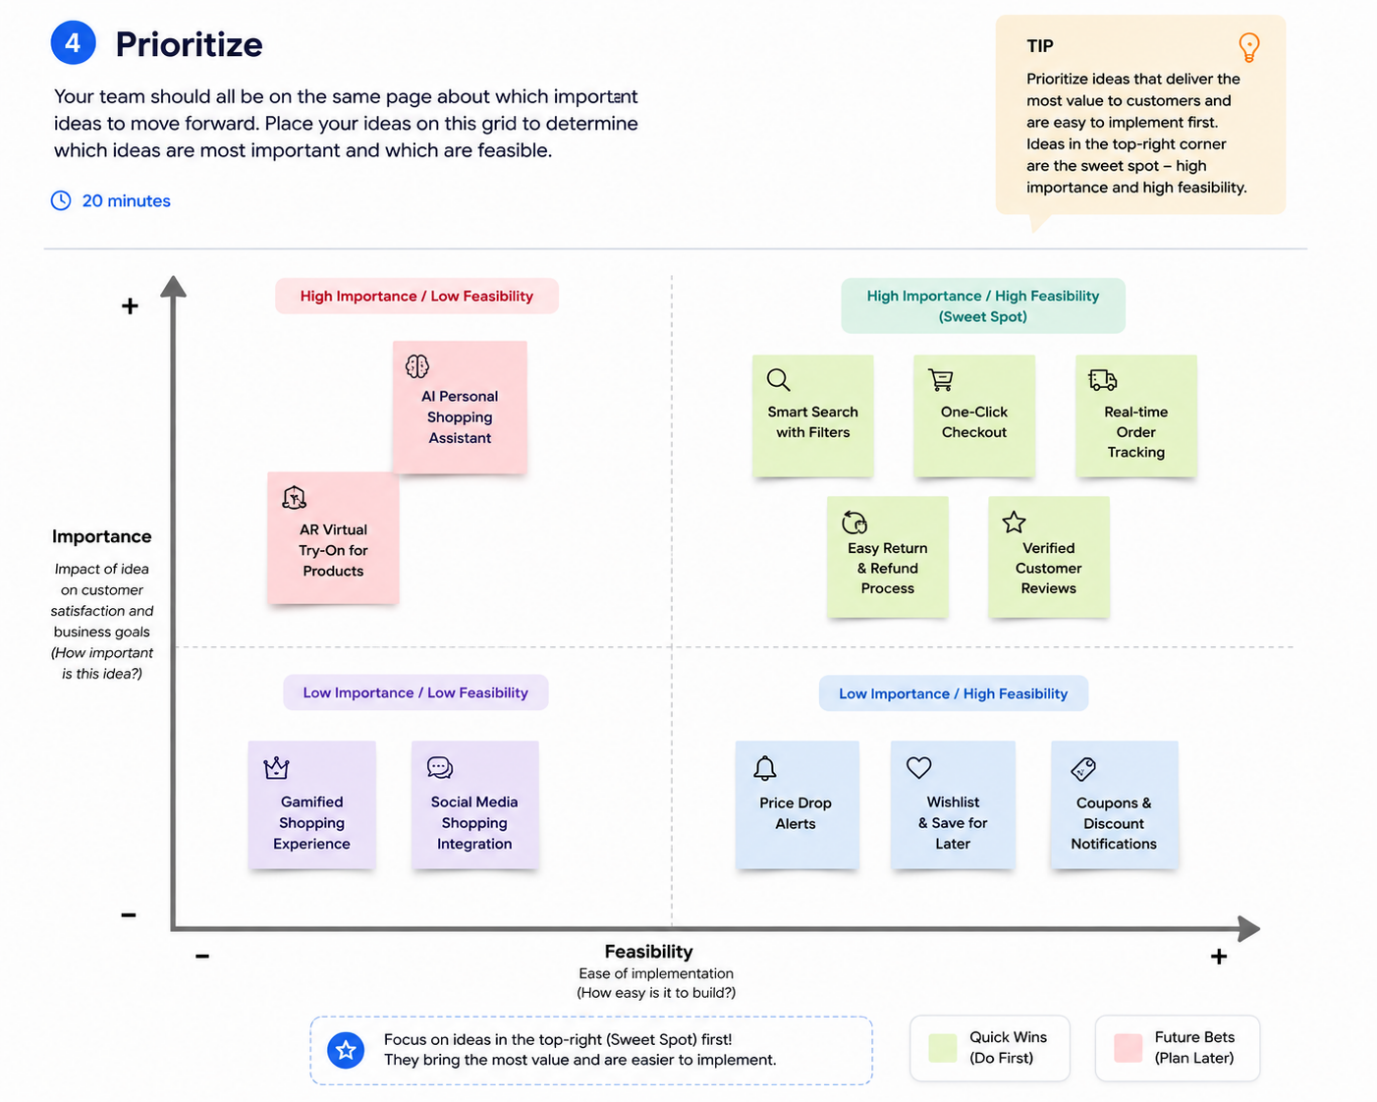 4 Prioritize
Your team should all be on the same page about which important
ideas to move forward. Place your ideas on this grid to determine
which ideas are most important and which are feasible.
20 minutes
TIP
Prioritize ideas that deliver the
most value to customers and
are easy to implement first.
Ideas in the top-right corner
are the sweet spot – high
importance and high feasibility.
+
High Importance / Low Feasibility
High Importance / High Feasibility
(Sweet Spot)
AI Personal
Shopping
Assistant
AR Virtual
Try-On for
Products
Smart Search
with Filters
One-Click
Checkout
Real-time
Order
Tracking
Easy Return
& Refund
Process
Verified
Customer
Reviews
Importance
Impact of idea
on customer
satisfaction and
business goals
(How important
is this idea?)
Low Importance / Low Feasibility
Low Importance / High Feasibility
Gamified
Shopping
Experience
Social Media
Shopping
Integration
Price Drop
Alerts
Wishlist
& Save for
Later
Coupons &
Discount
Notifications
–
–
Feasibility
Ease of implementation
(How easy is it to build?)
+
Focus on ideas in the top-right (Sweet Spot) first!
They bring the most value and are easier to implement.
Quick Wins
(Do First)
Future Bets
(Plan Later)